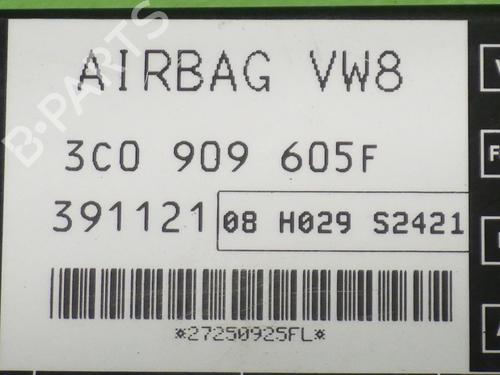 AIRBAG VW8
3C0 909 605F
391121 08 H029 S2421
*27250925FL*
B-PARTS